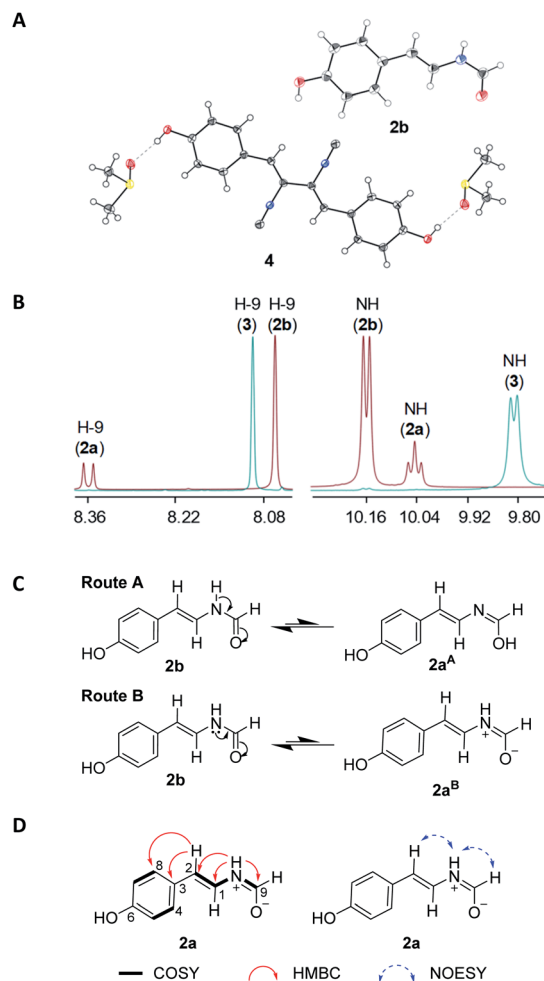 A
2b
4
B
H-9 H-9 NH
(3) (2b) (2b)
NH
H-9 NH (3)
(2a) (2a)
8.36 8.22 8.08 10.16 10.04 9.92 9.80
C
Route A
H
H
N H
H O
HO
2b
H
N H
H OH
2aᴬ
HO
Route B
H
H
N H
H O
HO
2b
H
H
N H
+
H O⁻
HO
2aᴮ
D
H H
8 2 N H
3 1 + 9
6 4 H O⁻
HO
2a
H H
N H
+
H O⁻
HO
2a
COSY HMBC NOESY